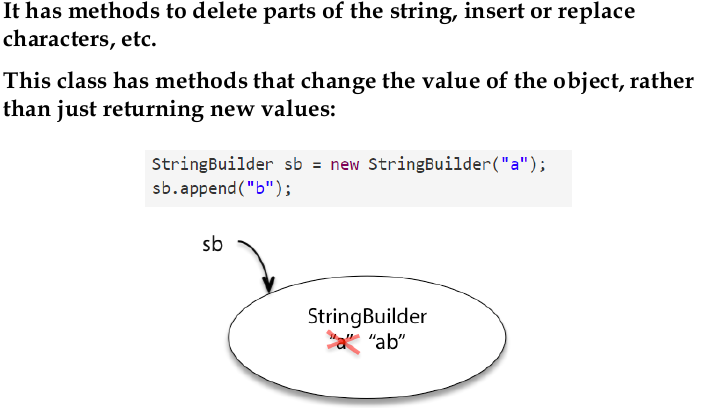 It has methods to delete parts of the string, insert or replace
characters, etc.
This class has methods that change the value of the object, rather
than just returning new values:
StringBuilder sb = new StringBuilder("a");
sb.append("b");
sb
StringBuilder
“a” “ab”